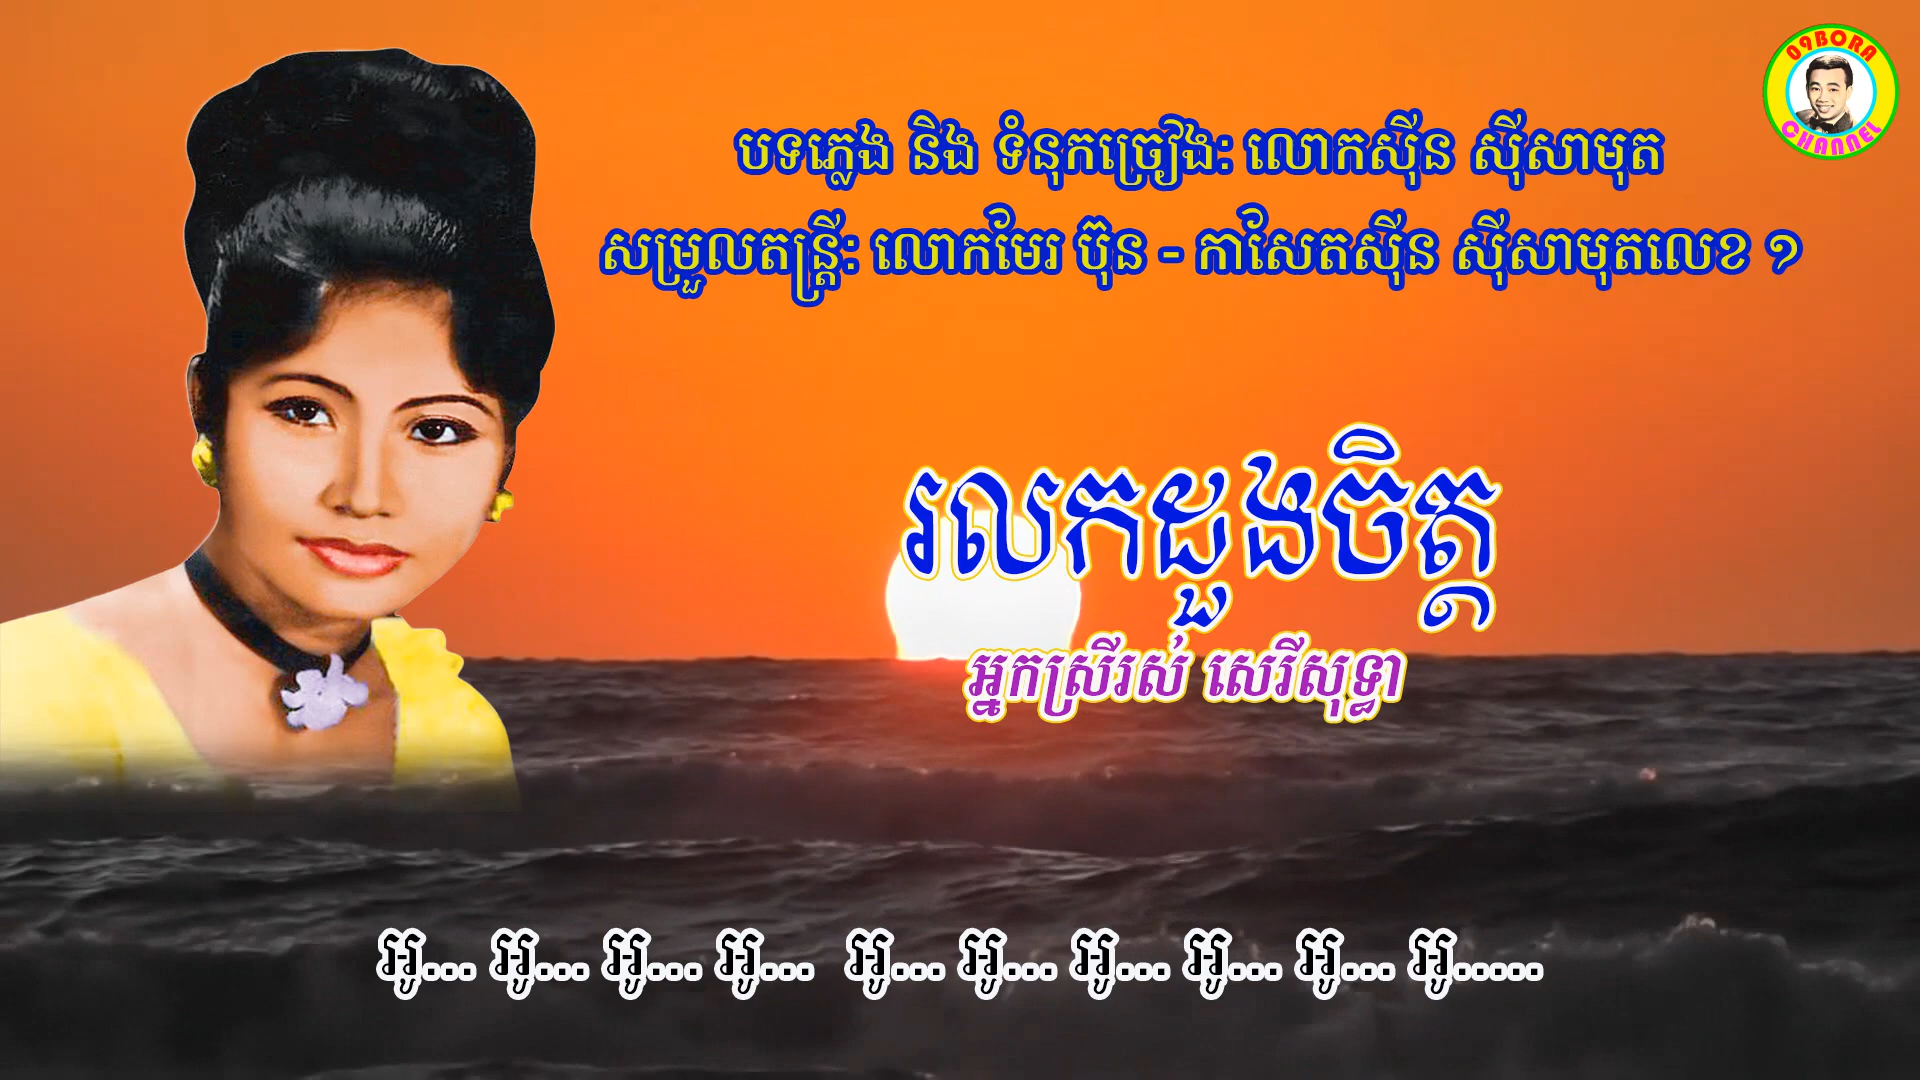 09BORA
CHANNEL
បទភ្លេង និង ទំនុកច្រៀង: លោកស៊ីន ស៊ីសាមុត
សម្រួលតន្ត្រី: លោកមែរ ប៊ុន - កាសែតស៊ីន ស៊ីសាមុតលេខ ១
រលកដួងចិត្ត
អ្នកស្រីរស់ សេរីសុទ្ធា
អូ... អូ... អូ... អូ... អូ... អូ... អូ... អូ... អូ... អូ.....